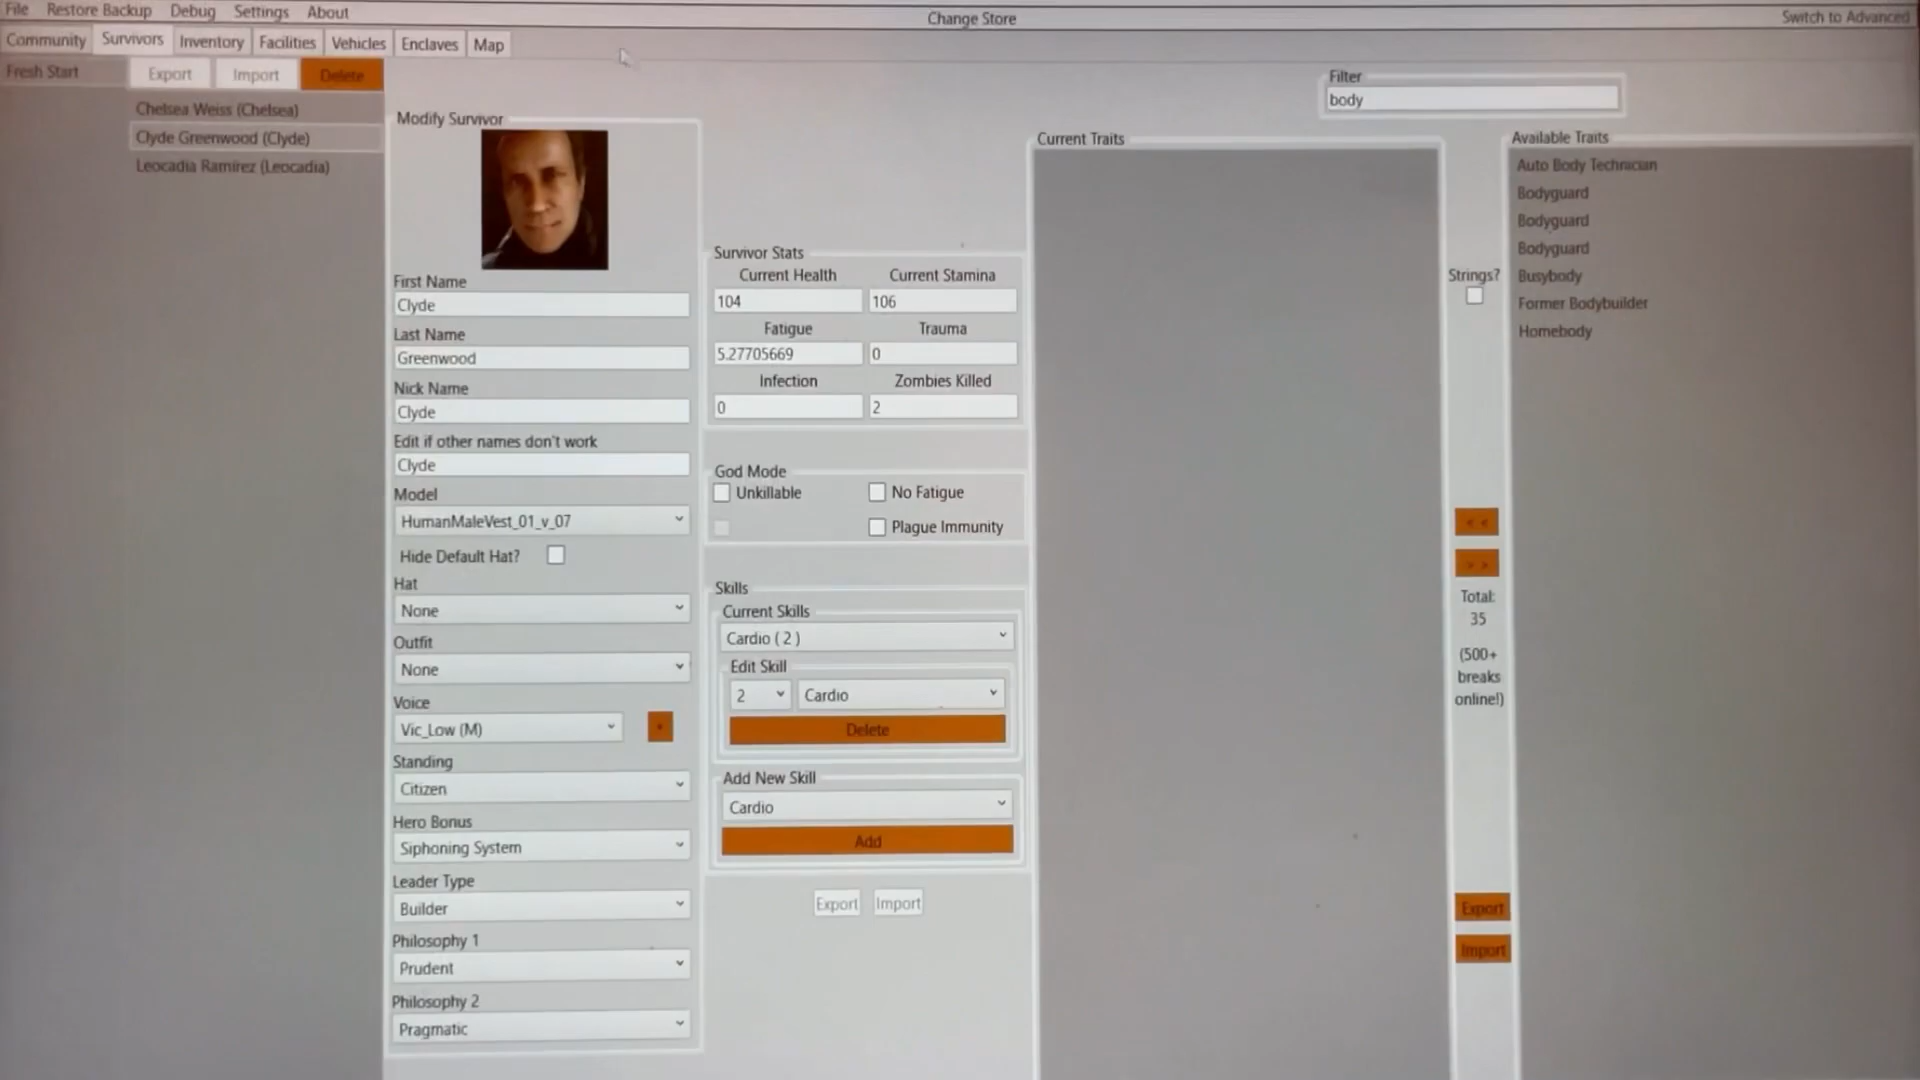 File Restore Backup Debug Settings About
Change Store
Switch to Advanced
Community Survivors Inventory Facilities Vehicles Enclaves Map
Fresh Start
Export Import Delete
Chelsea Weiss (Chelsea)
Clyde Greenwood (Clyde)
Leocadia Ramirez (Leocadia)
Modify Survivor
First Name
Clyde
Last Name
Greenwood
Nick Name
Clyde
Edit if other names don't work
Clyde
Model
HumanMaleVest_01_v_07
Hide Default Hat?
Hat
None
Outfit
None
Voice
Vic_Low (M)
Standing
Citizen
Hero Bonus
Siphoning System
Leader Type
Builder
Philosophy 1
Prudent
Philosophy 2
Pragmatic
Survivor Stats
Current Health Current Stamina
104 106
Fatigue Trauma
5.27705669 0
Infection Zombies Killed
0 2
God Mode
Unkillable No Fatigue
Plague Immunity
Skills
Current Skills
Cardio ( 2 )
Edit Skill
2 Cardio
Delete
Add New Skill
Cardio
Add
Export Import
Filter
body
Current Traits
Strings?
< <
> >
Total:
35
(500+
breaks
online!)
Export
Import
Available Traits
Auto Body Technician
Bodyguard
Bodyguard
Bodyguard
Busybody
Former Bodybuilder
Homebody